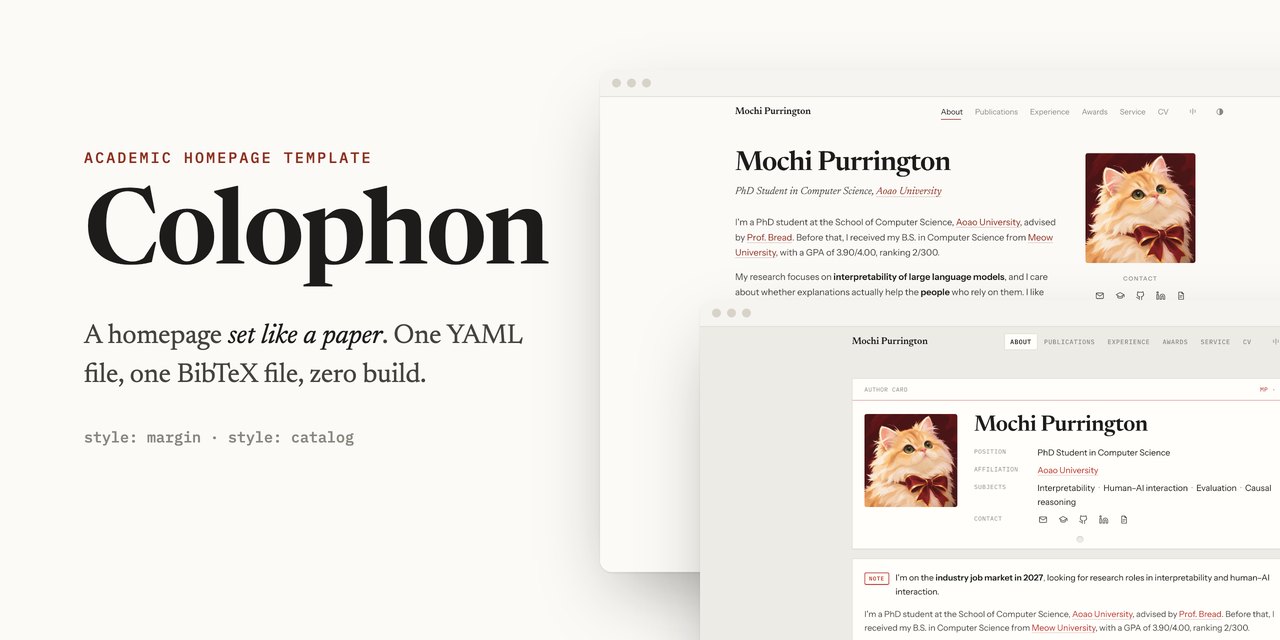 ACADEMIC HOMEPAGE TEMPLATE
Colophon
A homepage set like a paper. One YAML
file, one BibTeX file, zero build.
style: margin · style: catalog
Mochi Purrington
About Publications Experience Awards Service CV 中
Mochi Purrington
PhD Student in Computer Science, Aoao University
I'm a PhD student at the School of Computer Science, Aoao University, advised
by Prof. Bread. Before that, I received my B.S. in Computer Science from Meow
University, with a GPA of 3.90/4.00, ranking 2/300.
My research focuses on interpretability of large language models, and I care
about whether explanations actually help the people who rely on them. I like
CONTACT
Mochi Purrington
ABOUT PUBLICATIONS EXPERIENCE AWARDS SERVICE CV 中
AUTHOR CARD
MP ·
Mochi Purrington
POSITION PhD Student in Computer Science
AFFILIATION Aoao University
SUBJECTS Interpretability · Human–AI interaction · Evaluation · Causal
reasoning
CONTACT
NOTE I'm on the industry job market in 2027, looking for research roles in interpretability and human–AI
interaction.
I'm a PhD student at the School of Computer Science, Aoao University, advised by Prof. Bread. Before that, I
received my B.S. in Computer Science from Meow University, with a GPA of 3.90/4.00, ranking 2/300.